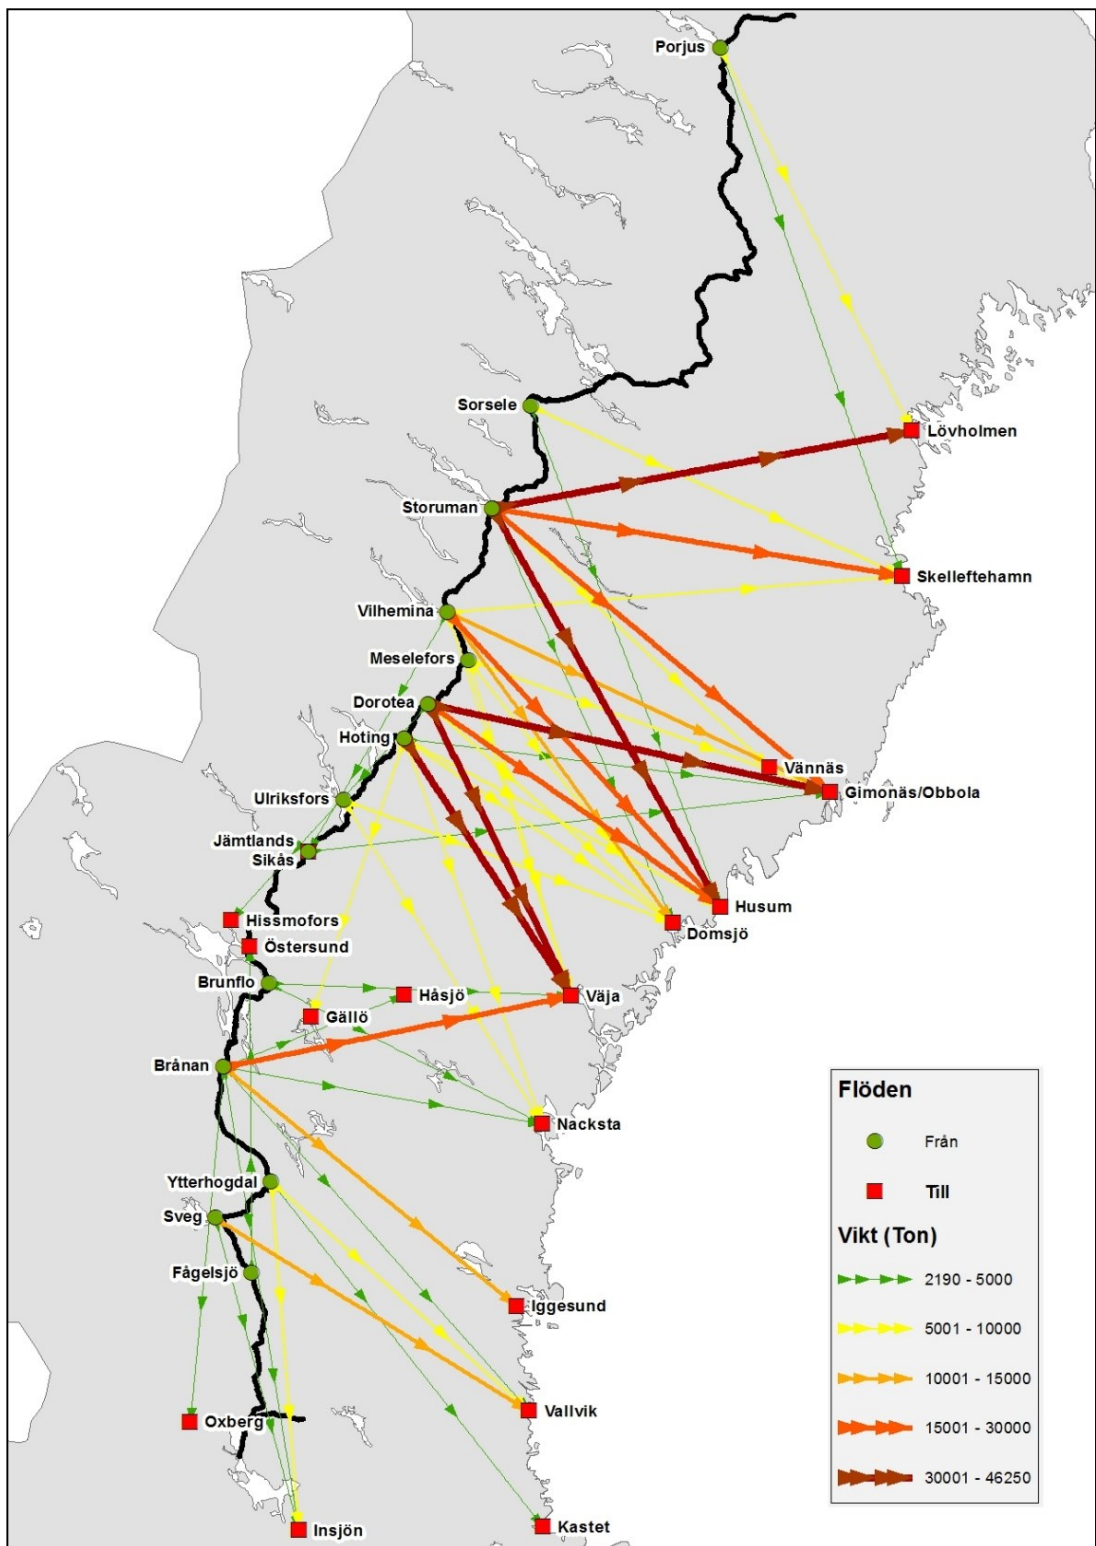 Porjus
Sorsele
Lövholmen
Storuman
Skelleftehamn
Vilhemina
Meselefors
Dorotea
Hoting
Vännäs
Gimonäs/Obbola
Ulriksfors
Jämtlands
Sikås
Husum
Hissmofors
Domsjö
Östersund
Brunflo
Håsjö
Väja
Gällö
Brånan
Nacksta
Ytterhogdal
Sveg
Fågelsjö
Iggesund
Vallvik
Oxberg
Insjön
Kastet
Flöden
Från
Till
Vikt (Ton)
2190 - 5000
5001 - 10000
10001 - 15000
15001 - 30000
30001 - 46250